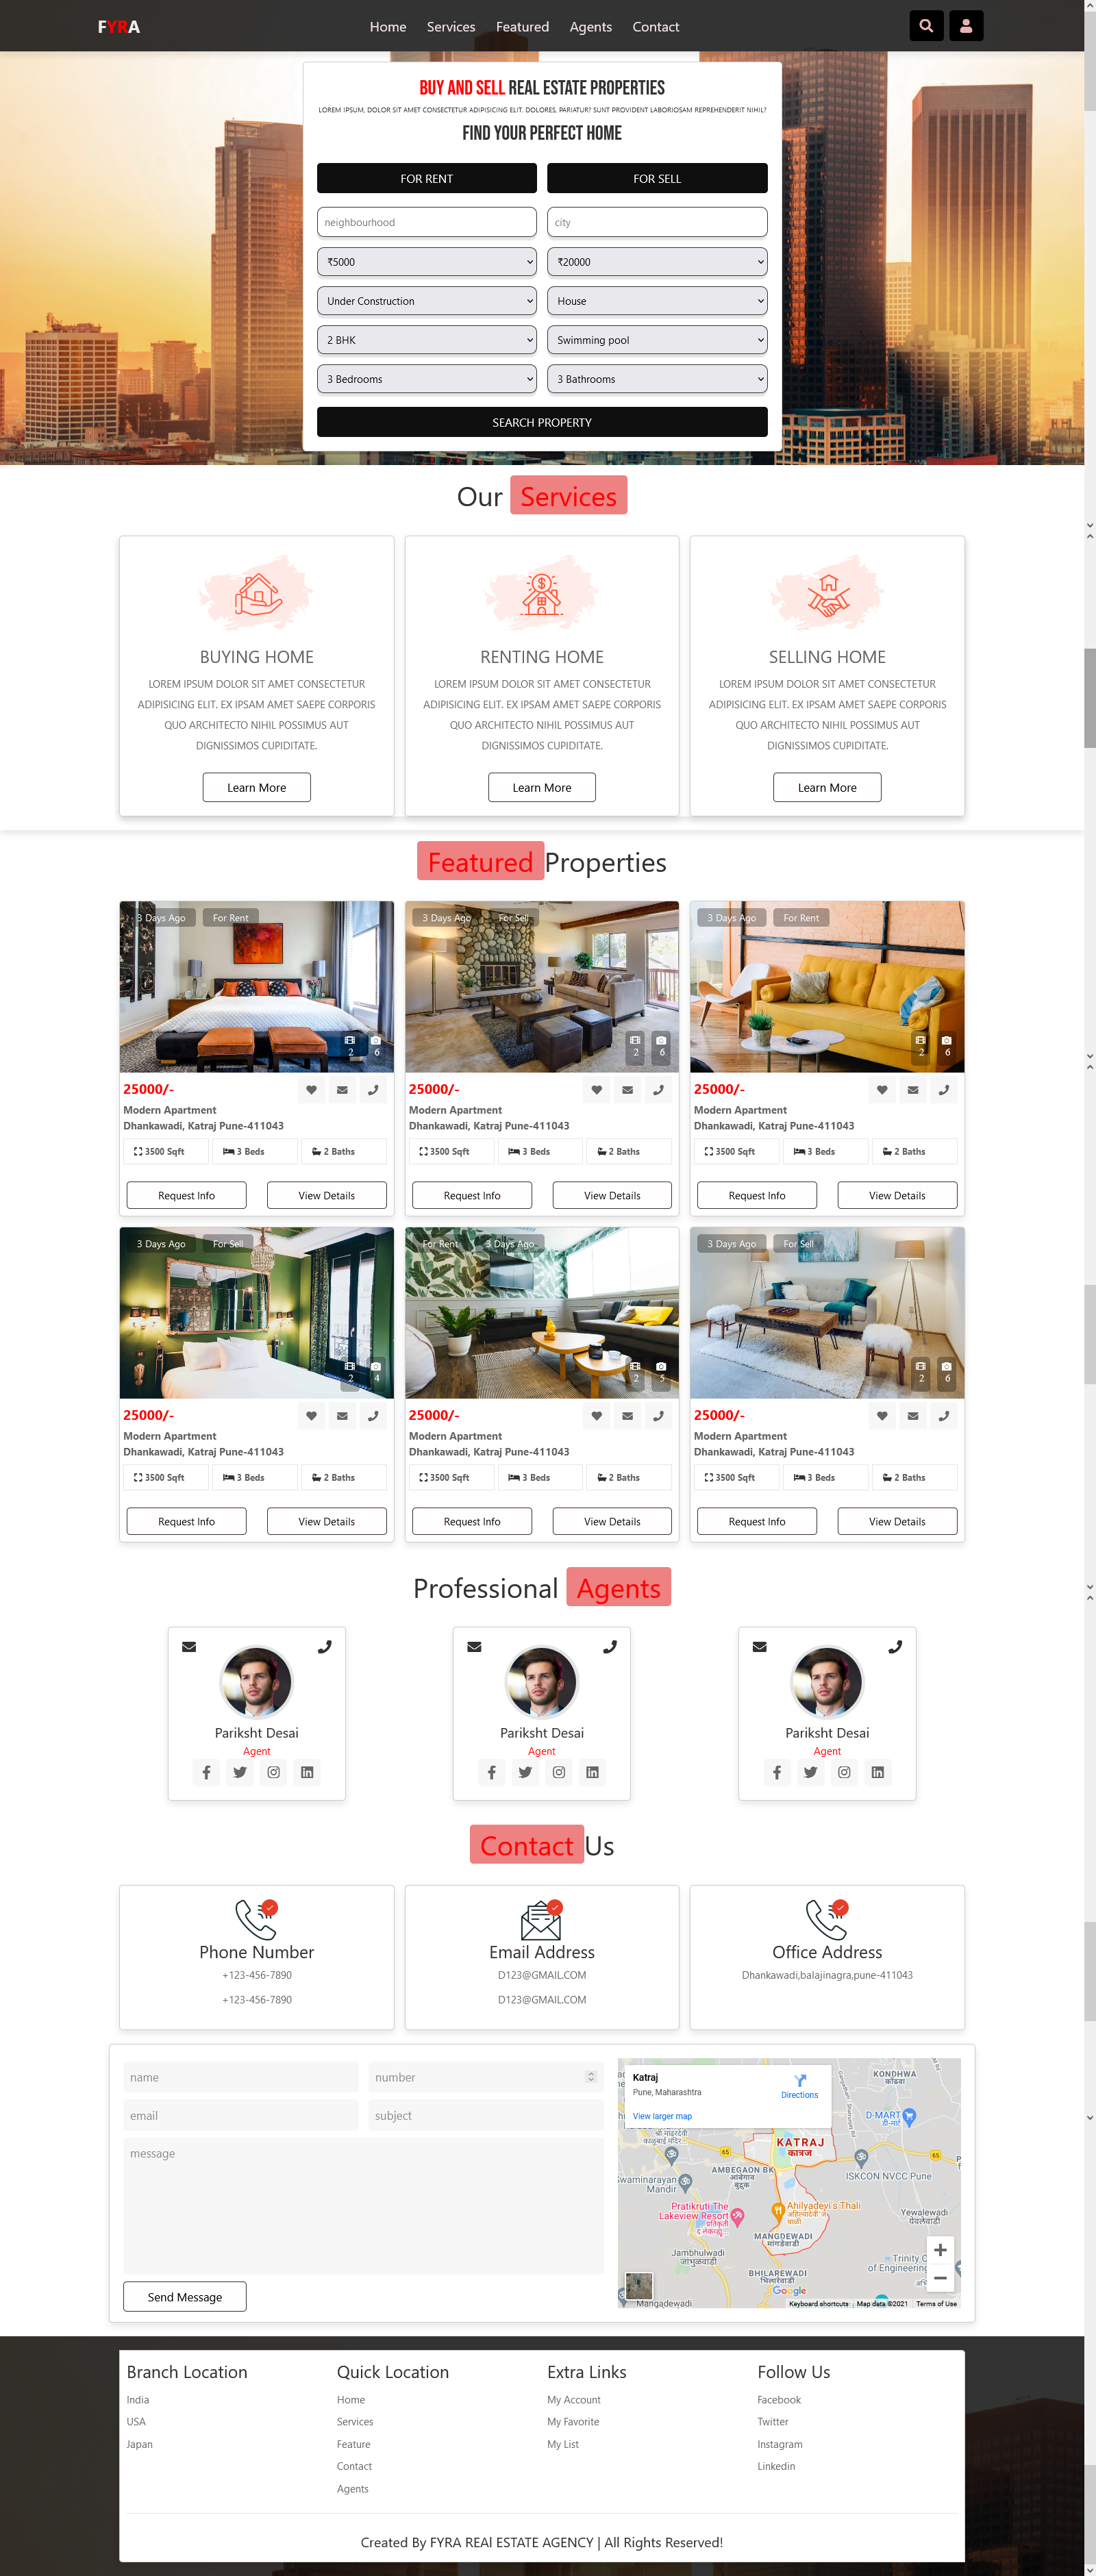 FYRA
Home Services Featured Agents Contact
BUY AND SELL REAL ESTATE PROPERTIES
LOREM IPSUM, DOLOR SIT AMET CONSECTETUR ADIPISICING ELIT. DOLORES, PARIATUR? SUNT PROVIDENT LABORIOSAM REPREHENDERIT NIHIL?
FIND YOUR PERFECT HOME
FOR RENT FOR SELL
neighbourhood city
₹5000 ₹20000
Under Construction House
2 BHK Swimming pool
3 Bedrooms 3 Bathrooms
SEARCH PROPERTY
Our Services
BUYING HOME
LOREM IPSUM DOLOR SIT AMET CONSECTETUR
ADIPISICING ELIT. EX IPSAM AMET SAEPE CORPORIS
QUO ARCHITECTO NIHIL POSSIMUS AUT
DIGNISSIMOS CUPIDITATE.
Learn More
RENTING HOME
LOREM IPSUM DOLOR SIT AMET CONSECTETUR
ADIPISICING ELIT. EX IPSAM AMET SAEPE CORPORIS
QUO ARCHITECTO NIHIL POSSIMUS AUT
DIGNISSIMOS CUPIDITATE.
Learn More
SELLING HOME
LOREM IPSUM DOLOR SIT AMET CONSECTETUR
ADIPISICING ELIT. EX IPSAM AMET SAEPE CORPORIS
QUO ARCHITECTO NIHIL POSSIMUS AUT
DIGNISSIMOS CUPIDITATE.
Learn More
Featured Properties
3 Days Ago For Rent
2 6
25000/-
Modern Apartment
Dhankawadi, Katraj Pune-411043
3500 Sqft 3 Beds 2 Baths
Request Info View Details
3 Days Ago For Sell
2 6
25000/-
Modern Apartment
Dhankawadi, Katraj Pune-411043
3500 Sqft 3 Beds 2 Baths
Request Info View Details
3 Days Ago For Rent
2 6
25000/-
Modern Apartment
Dhankawadi, Katraj Pune-411043
3500 Sqft 3 Beds 2 Baths
Request Info View Details
3 Days Ago For Sell
2 4
25000/-
Modern Apartment
Dhankawadi, Katraj Pune-411043
3500 Sqft 3 Beds 2 Baths
Request Info View Details
For Rent 3 Days Ago
2 5
25000/-
Modern Apartment
Dhankawadi, Katraj Pune-411043
3500 Sqft 3 Beds 2 Baths
Request Info View Details
3 Days Ago For Sell
2 6
25000/-
Modern Apartment
Dhankawadi, Katraj Pune-411043
3500 Sqft 3 Beds 2 Baths
Request Info View Details
Professional Agents
Pariksht Desai
Agent
Pariksht Desai
Agent
Pariksht Desai
Agent
Contact Us
Phone Number
+123-456-7890
+123-456-7890
Email Address
D123@GMAIL.COM
D123@GMAIL.COM
Office Address
Dhankawadi,balajinagra,pune-411043
name number
email subject
message
Send Message
Katraj
Pune, Maharashtra
Directions
View larger map
KONDHWA
कोंढवा
D-MART
डी-मार्ट
KATRAJ
कात्रज
65 65 65
AMBEGAON BK
आंबेगाव
बुद्रुक
ISKCON NVCC Pune
Swaminarayan
Mandir
Pratikruti The
Lakeview Resort
Ahilyadevi's Thali
Yewalewadi
येवलेवाडी
MANGDEWADI
मांगडेवाडी
Jambhulwadi
जांभुळवाडी
BHILAREWADI
भिलारेवाडी
Trinity
of Engineering
Google
Mangadewadi
Keyboard shortcuts Map data ©2021 Terms of Use
Branch Location
India
USA
Japan
Quick Location
Home
Services
Feature
Contact
Agents
Extra Links
My Account
My Favorite
My List
Follow Us
Facebook
Twitter
Instagram
Linkedin
Created By FYRA REAl ESTATE AGENCY | All Rights Reserved!